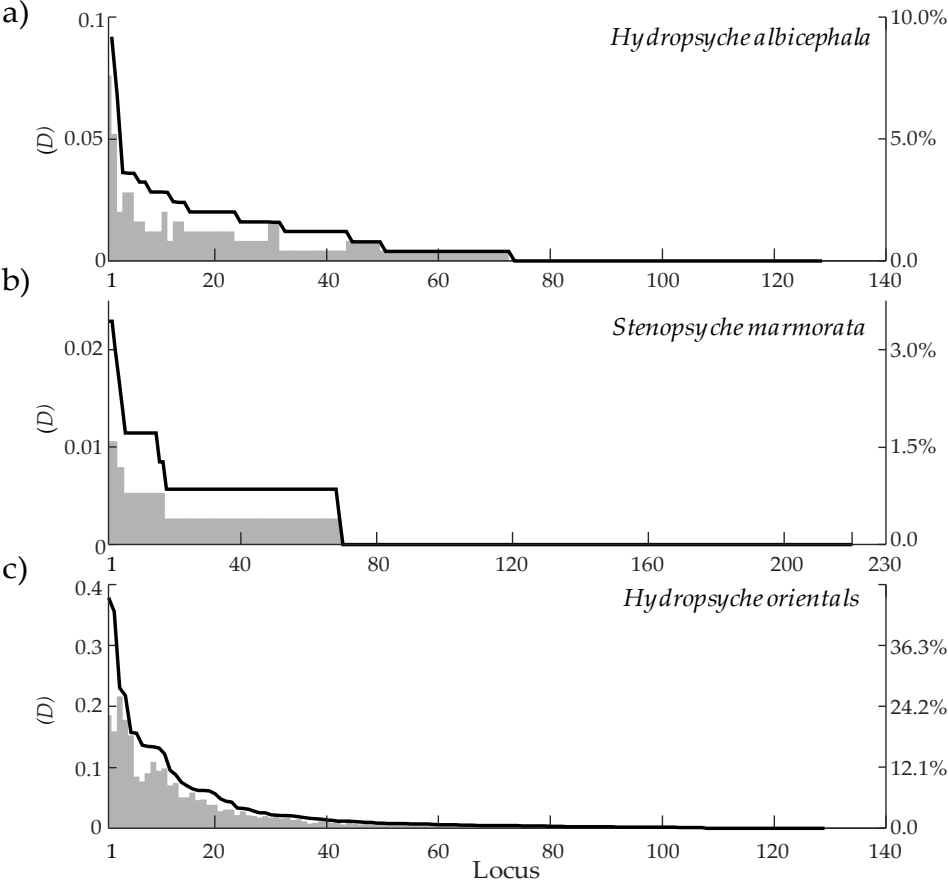 a)
0.1
10.0%
Hydropsyche albicephala
(D)
0.05
5.0%
0
0.0
1 20 40 60 80 100 120 140
b)
Stenopsyche marmorata
0.02
3.0%
(D)
0.01
1.5%
0
0.0
1 40 80 120 160 200 230
c)
0.4
Hydropsyche orientals
0.3
36.3%
(D)
0.2
24.2%
0.1
12.1%
0
0.0
1 20 40 60 80 100 120 140
Locus